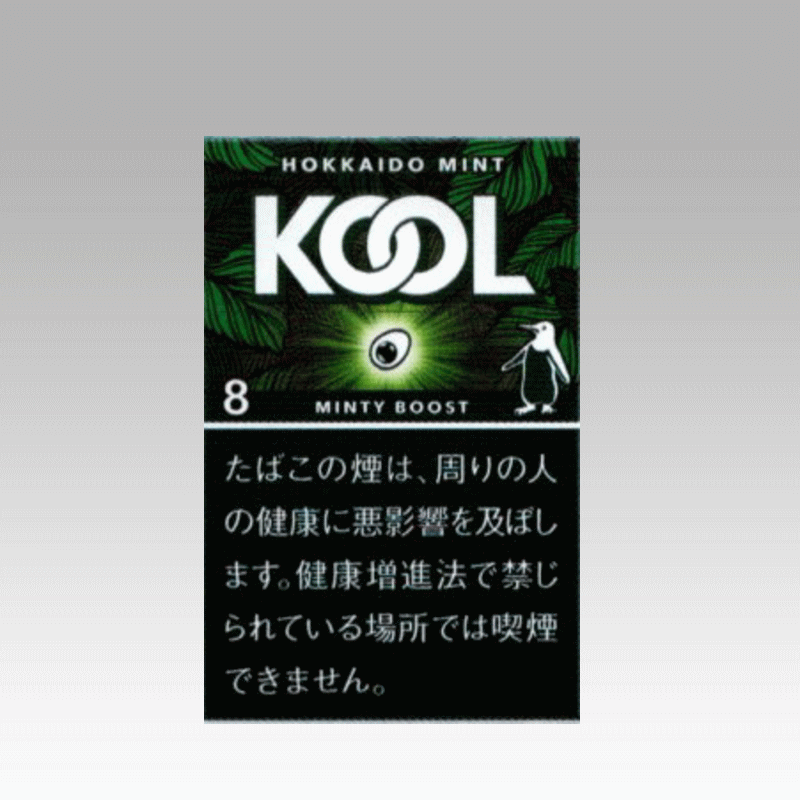 HOKKAIDO MINT
KOOL
8
MINTY BOOST
たばこの煙は、周りの人
の健康に悪影響を及ぼし
ます。健康増進法で禁じ
られている場所では喫煙
できません。